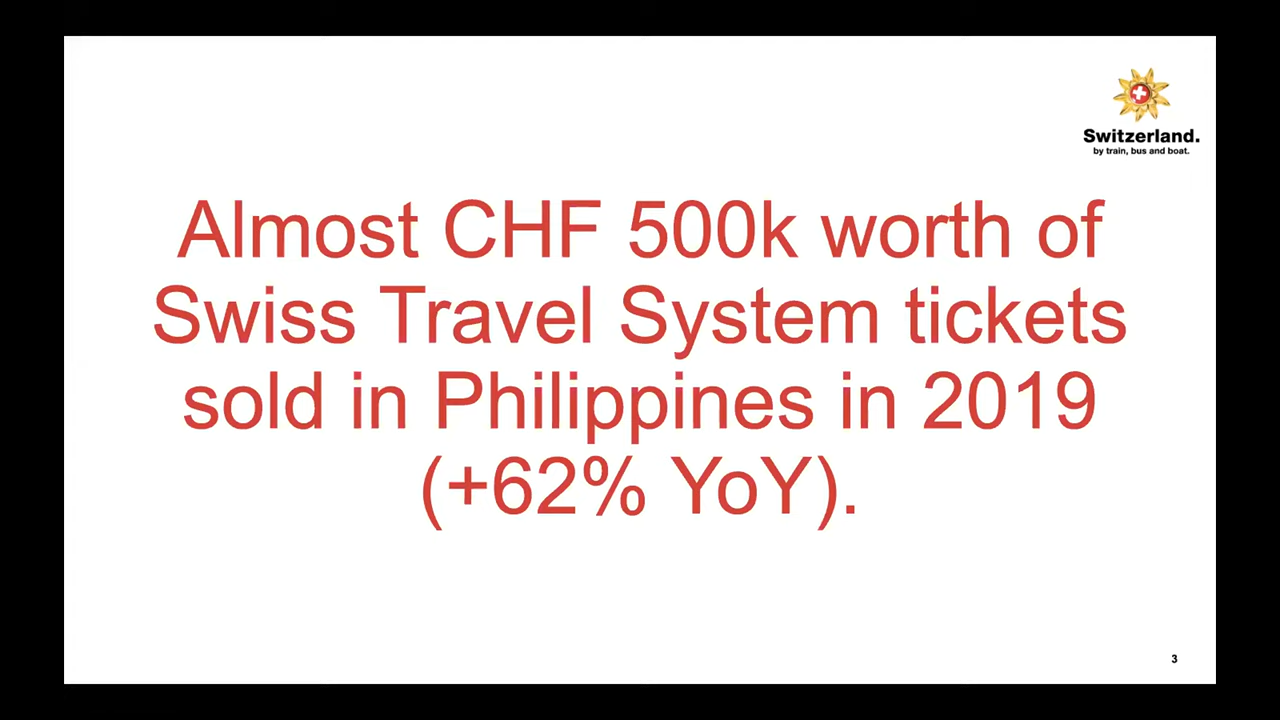 Switzerland.
by train, bus and boat.
Almost CHF 500k worth of
Swiss Travel System tickets
sold in Philippines in 2019
(+62% YoY).
3